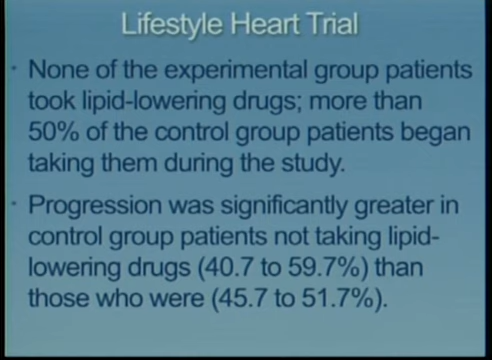 Lifestyle Heart Trial
• None of the experimental group patients
took lipid-lowering drugs; more than
50% of the control group patients began
taking them during the study.
• Progression was significantly greater in
control group patients not taking lipid-
lowering drugs (40.7 to 59.7%) than
those who were (45.7 to 51.7%).